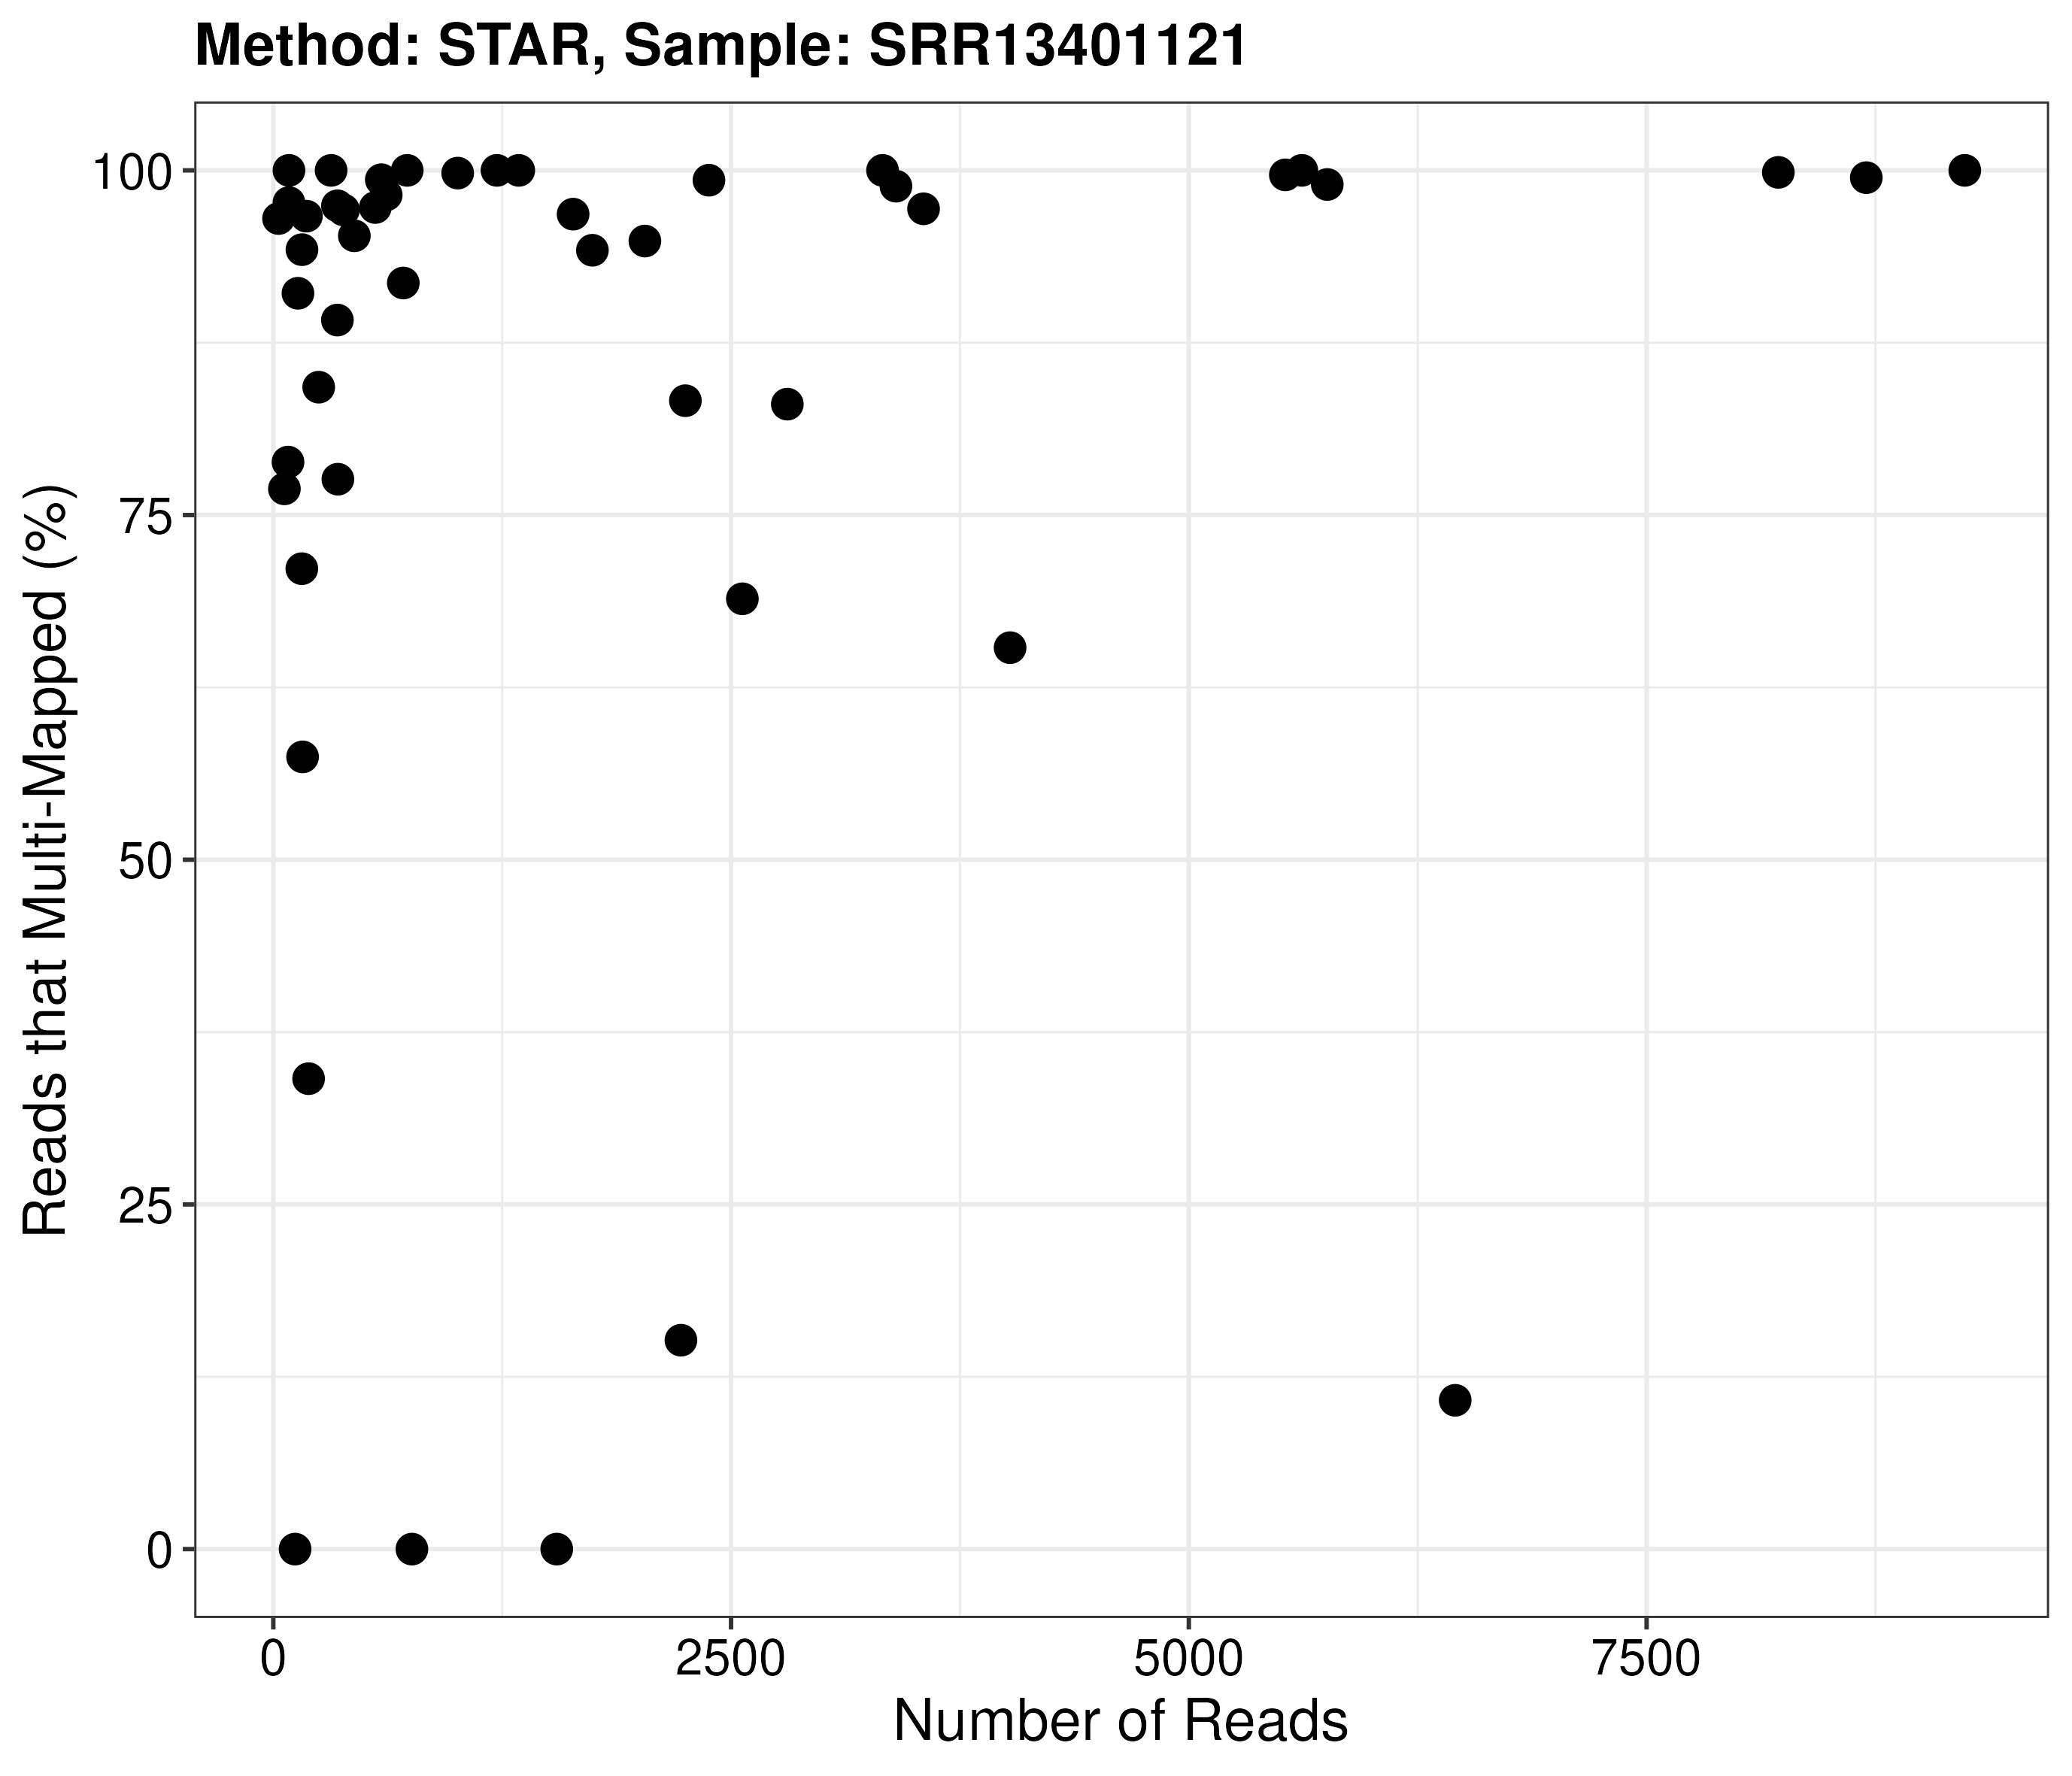 Method: STAR, Sample: SRR13401121
Reads that Multi-Mapped (%)
100
75
50
25
0
0 2500 5000 7500
Number of Reads